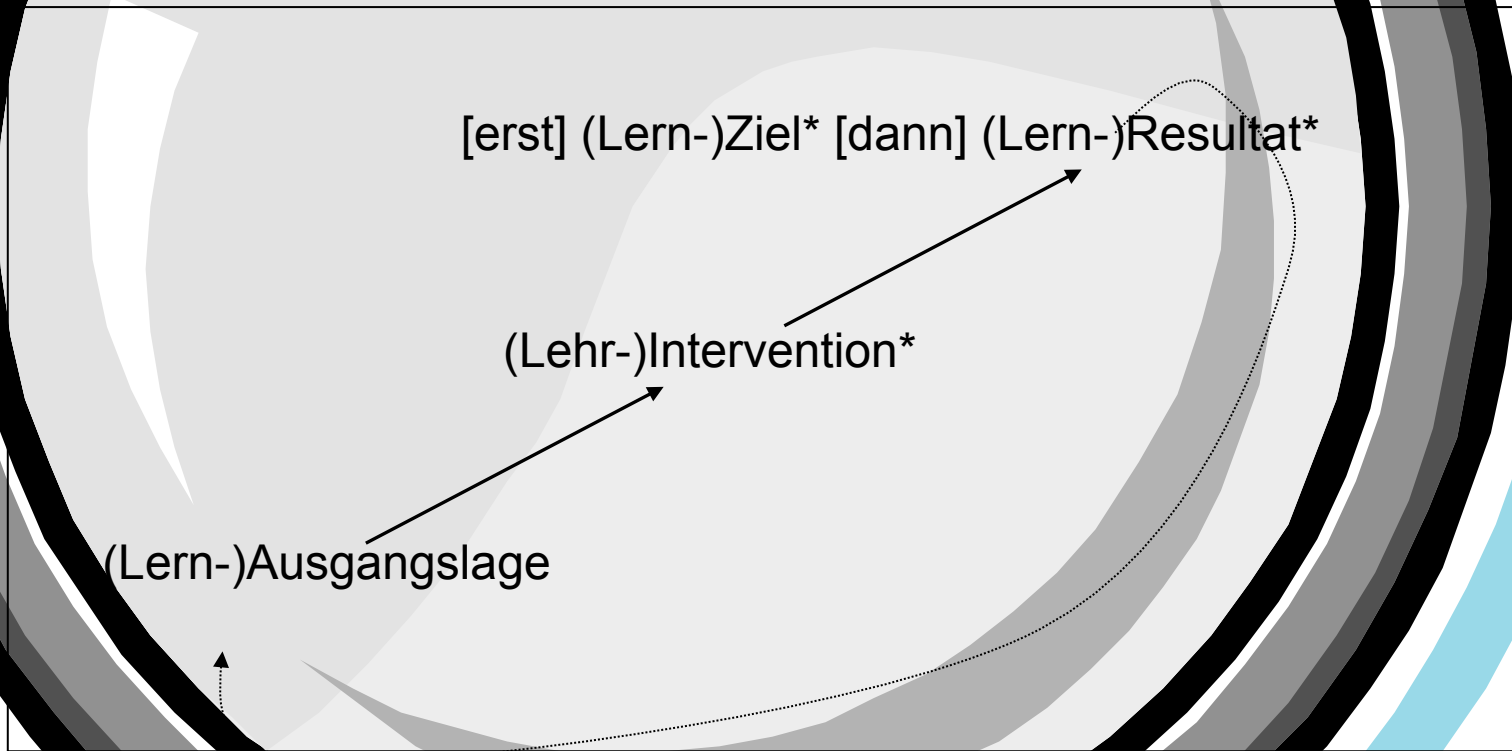 [erst] (Lern-)Ziel* [dann] (Lern-)Resultat*
(Lehr-)Intervention*
(Lern-)Ausgangslage